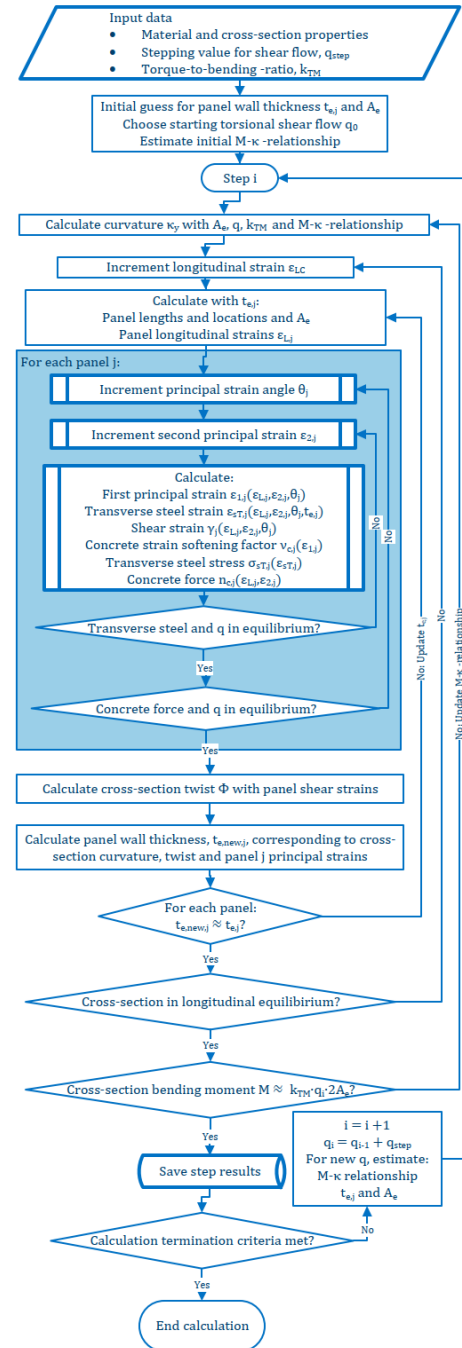 Input data
• Material and cross-section properties
• Stepping value for shear flow, qstep
• Torque-to-bending -ratio, kTM
Initial guess for panel wall thickness te,j and Ae
Choose starting torsional shear flow q0
Estimate initial M-κ -relationship
Step i
Calculate curvature κy with Ae, q, kTM and M-κ -relationship
Increment longitudinal strain εLC
Calculate with te,j:
Panel lengths and locations and Ae
Panel longitudinal strains εL,j
For each panel j:
Increment principal strain angle θj
Increment second principal strain ε2,j
Calculate:
First principal strain ε1,j(εL,j,ε2,j,θj)
Transverse steel strain εsT,j(εL,j,ε2,j,θj,te,j)
Shear strain γj(εL,j,ε2,j,θj)
Concrete strain softening factor νc,j(ε1,j)
Transverse steel stress σsT,j(εsT,j)
Concrete force nc,j(εL,j,ε2,j)
No
No
Transverse steel and q in equilibrium?
Yes
Concrete force and q in equilibrium?
Yes
No: Update te,j
No
No: Update M-κ -relationship
Calculate cross-section twist Φ with panel shear strains
Calculate panel wall thickness, te,new,j, corresponding to cross-
section curvature, twist and panel j principal strains
For each panel:
te,new,j ≈ te,j?
Yes
Cross-section in longitudinal equilibirium?
Yes
Cross-section bending moment M ≈ kTM·qi·2Ae?
Yes
Save step results
i = i +1
qi = qi-1 + qstep
For new q, estimate:
M-κ relationship
te,j and Ae
No
Calculation termination criteria met?
Yes
End calculation